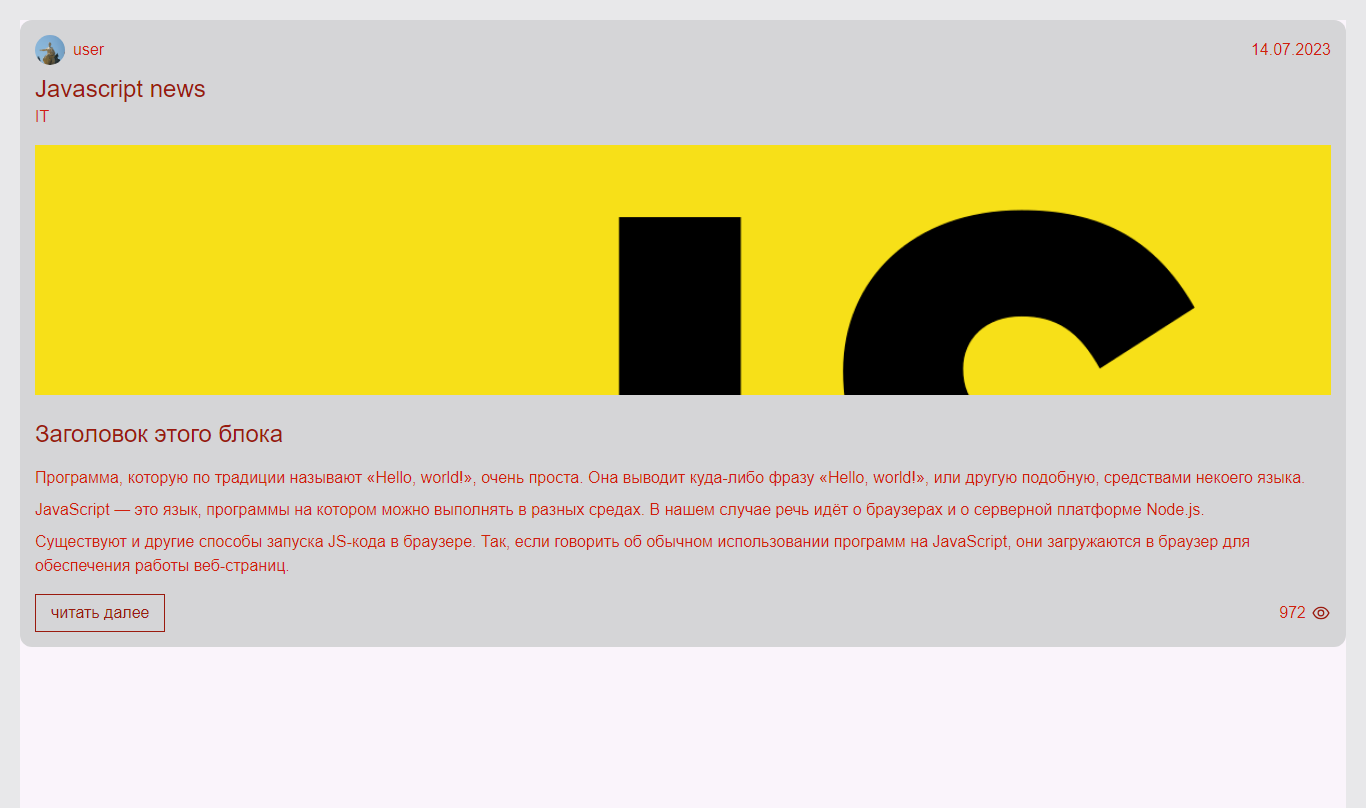 user
14.07.2023
Javascript news
IT
JS
Заголовок этого блока
Программа, которую по традиции называют «Hello, world!», очень проста. Она выводит куда-либо фразу «Hello, world!», или другую подобную, средствами некоего языка.
JavaScript — это язык, программы на котором можно выполнять в разных средах. В нашем случае речь идёт о браузерах и о серверной платформе Node.js.
Существуют и другие способы запуска JS-кода в браузере. Так, если говорить об обычном использовании программ на JavaScript, они загружаются в браузер для
обеспечения работы веб-страниц.
читать далее
972